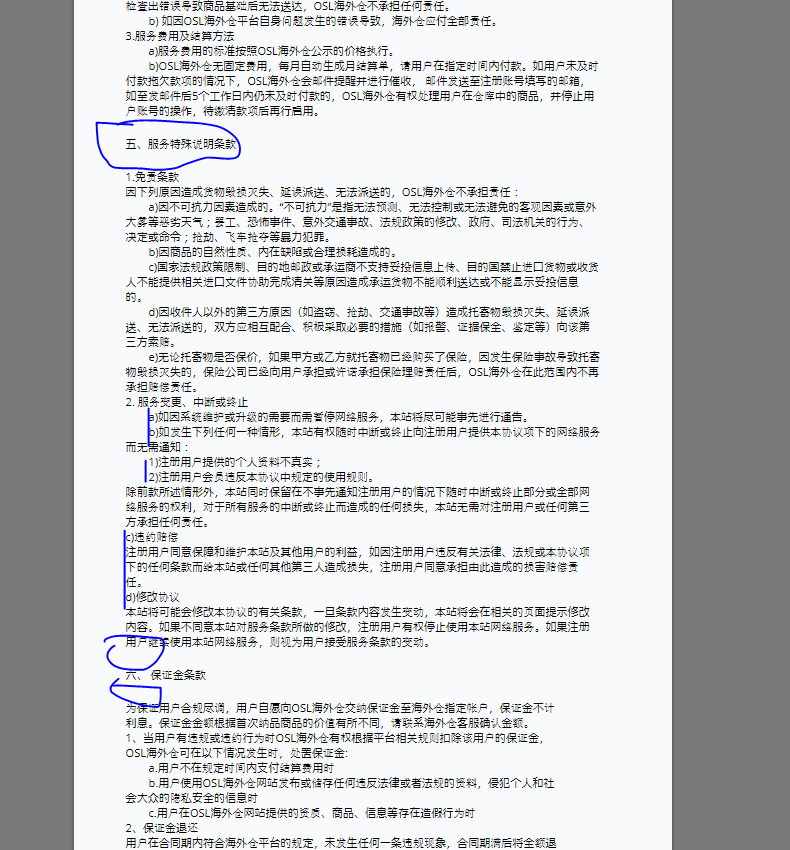 检查出错误导致商品基础后无法送达，OSL海外仓不承担任何责任。
b) 如因OSL海外仓平台自身问题发生的错误导致，海外仓应付全部责任。
3.服务费用及结算方法
a)服务费用的标准按照OSL海外仓公示的价格执行。
b)OSL海外仓无固定费用，每月自动生成月结算单，请用户在指定时间内付款。如用户未及时
付款拖欠款项的情况下，OSL海外仓会邮件提醒并进行催收， 邮件发送至注册账号填写的邮箱，
如至发邮件后5个工作日内仍未及时付款的，OSL海外仓有权处理用户在仓库中的商品，并停止用
户账号的操作，待缴清款项后再行启用。
五、服务特殊说明条款
1.免责条款
因下列原因造成货物毁损灭失、延误派送、无法派送的，OSL海外仓不承担责任：
a)因不可抗力因素造成的。“不可抗力”是指无法预测、无法控制或无法避免的客观因素或意外
大雾等恶劣天气；罢工、恐怖事件、意外交通事故、法规政策的修改、政府、司法机关的行为、
决定或命令；抢劫、飞车抢夺等暴力犯罪。
b)因商品的自然性质、内在缺陷或合理损耗造成的。
c)国家法规政策限制、目的地邮政或承运商不支持妥投信息上传、目的国禁止进口货物或收货
人不能提供相关进口文件协助完成清关等原因造成承运货物不能顺利送达或不能显示妥投信息
的。
d)因收件人以外的第三方原因（如盗窃、抢劫、交通事故等）造成托寄物毁损灭失、延误派
送、无法派送的，双方应相互配合、积极采取必要的措施（如报警、证据保全、鉴定等）向该第
三方索赔。
e)无论托寄物是否保价，如果甲方或乙方就托寄物已经购买了保险，因发生保险事故导致托寄
物毁损灭失的，保险公司已经向用户承担或许诺承担保险理赔责任后，OSL海外仓在此范围内不再
承担赔偿责任。
2. 服务变更、中断或终止
a)如因系统维护或升级的需要而需暂停网络服务，本站将尽可能事先进行通告。
b)如发生下列任何一种情形，本站有权随时中断或终止向注册用户提供本协议项下的网络服务
而无需通知：
1)注册用户提供的个人资料不真实；
2)注册用户会员违反本协议中规定的使用规则。
除前款所述情形外，本站同时保留在不事先通知注册用户的情况下随时中断或终止部分或全部网
络服务的权利，对于所有服务的中断或终止而造成的任何损失，本站无需对注册用户或任何第三
方承担任何责任。
c)违约赔偿
注册用户同意保障和维护本站及其他用户的利益，如因注册用户违反有关法律、法规或本协议项
下的任何条款而给本站或任何其他第三人造成损失，注册用户同意承担由此造成的损害赔偿责
任。
d)修改协议
本站将可能会修改本协议的有关条款，一旦条款内容发生变动，本站将会在相关的页面提示修改
内容。如果不同意本站对服务条款所做的修改，注册用户有权停止使用本站网络服务。如果注册
用户继续使用本站网络服务，则视为用户接受服务条款的变动。
六、 保证金条款
为保证用户合规尽调，用户自愿向OSL海外仓交纳保证金至海外仓指定帐户，保证金不计
利息。保证金金额根据首次纳品商品的价值有所不同，请联系海外仓客服确认金额。
1、当用户有违规或违约行为时OSL海外仓有权根据平台相关规则扣除该用户的保证金，
OSL海外仓可在以下情况发生时，处置保证金:
a.用户不在规定时间内支付结算费用时
b.用户使用OSL海外仓网站发布或储存任何违反法律或者法规的资料，侵犯个人和社
会大众的隐私安全的信息时
c.用户在OSL海外仓网站提供的资质、商品、信息等存在造假行为时
2、保证金退还
用户在合同期内符合海外仓平台的规定，未发生任何一条违规现象，合同期满后将金额退